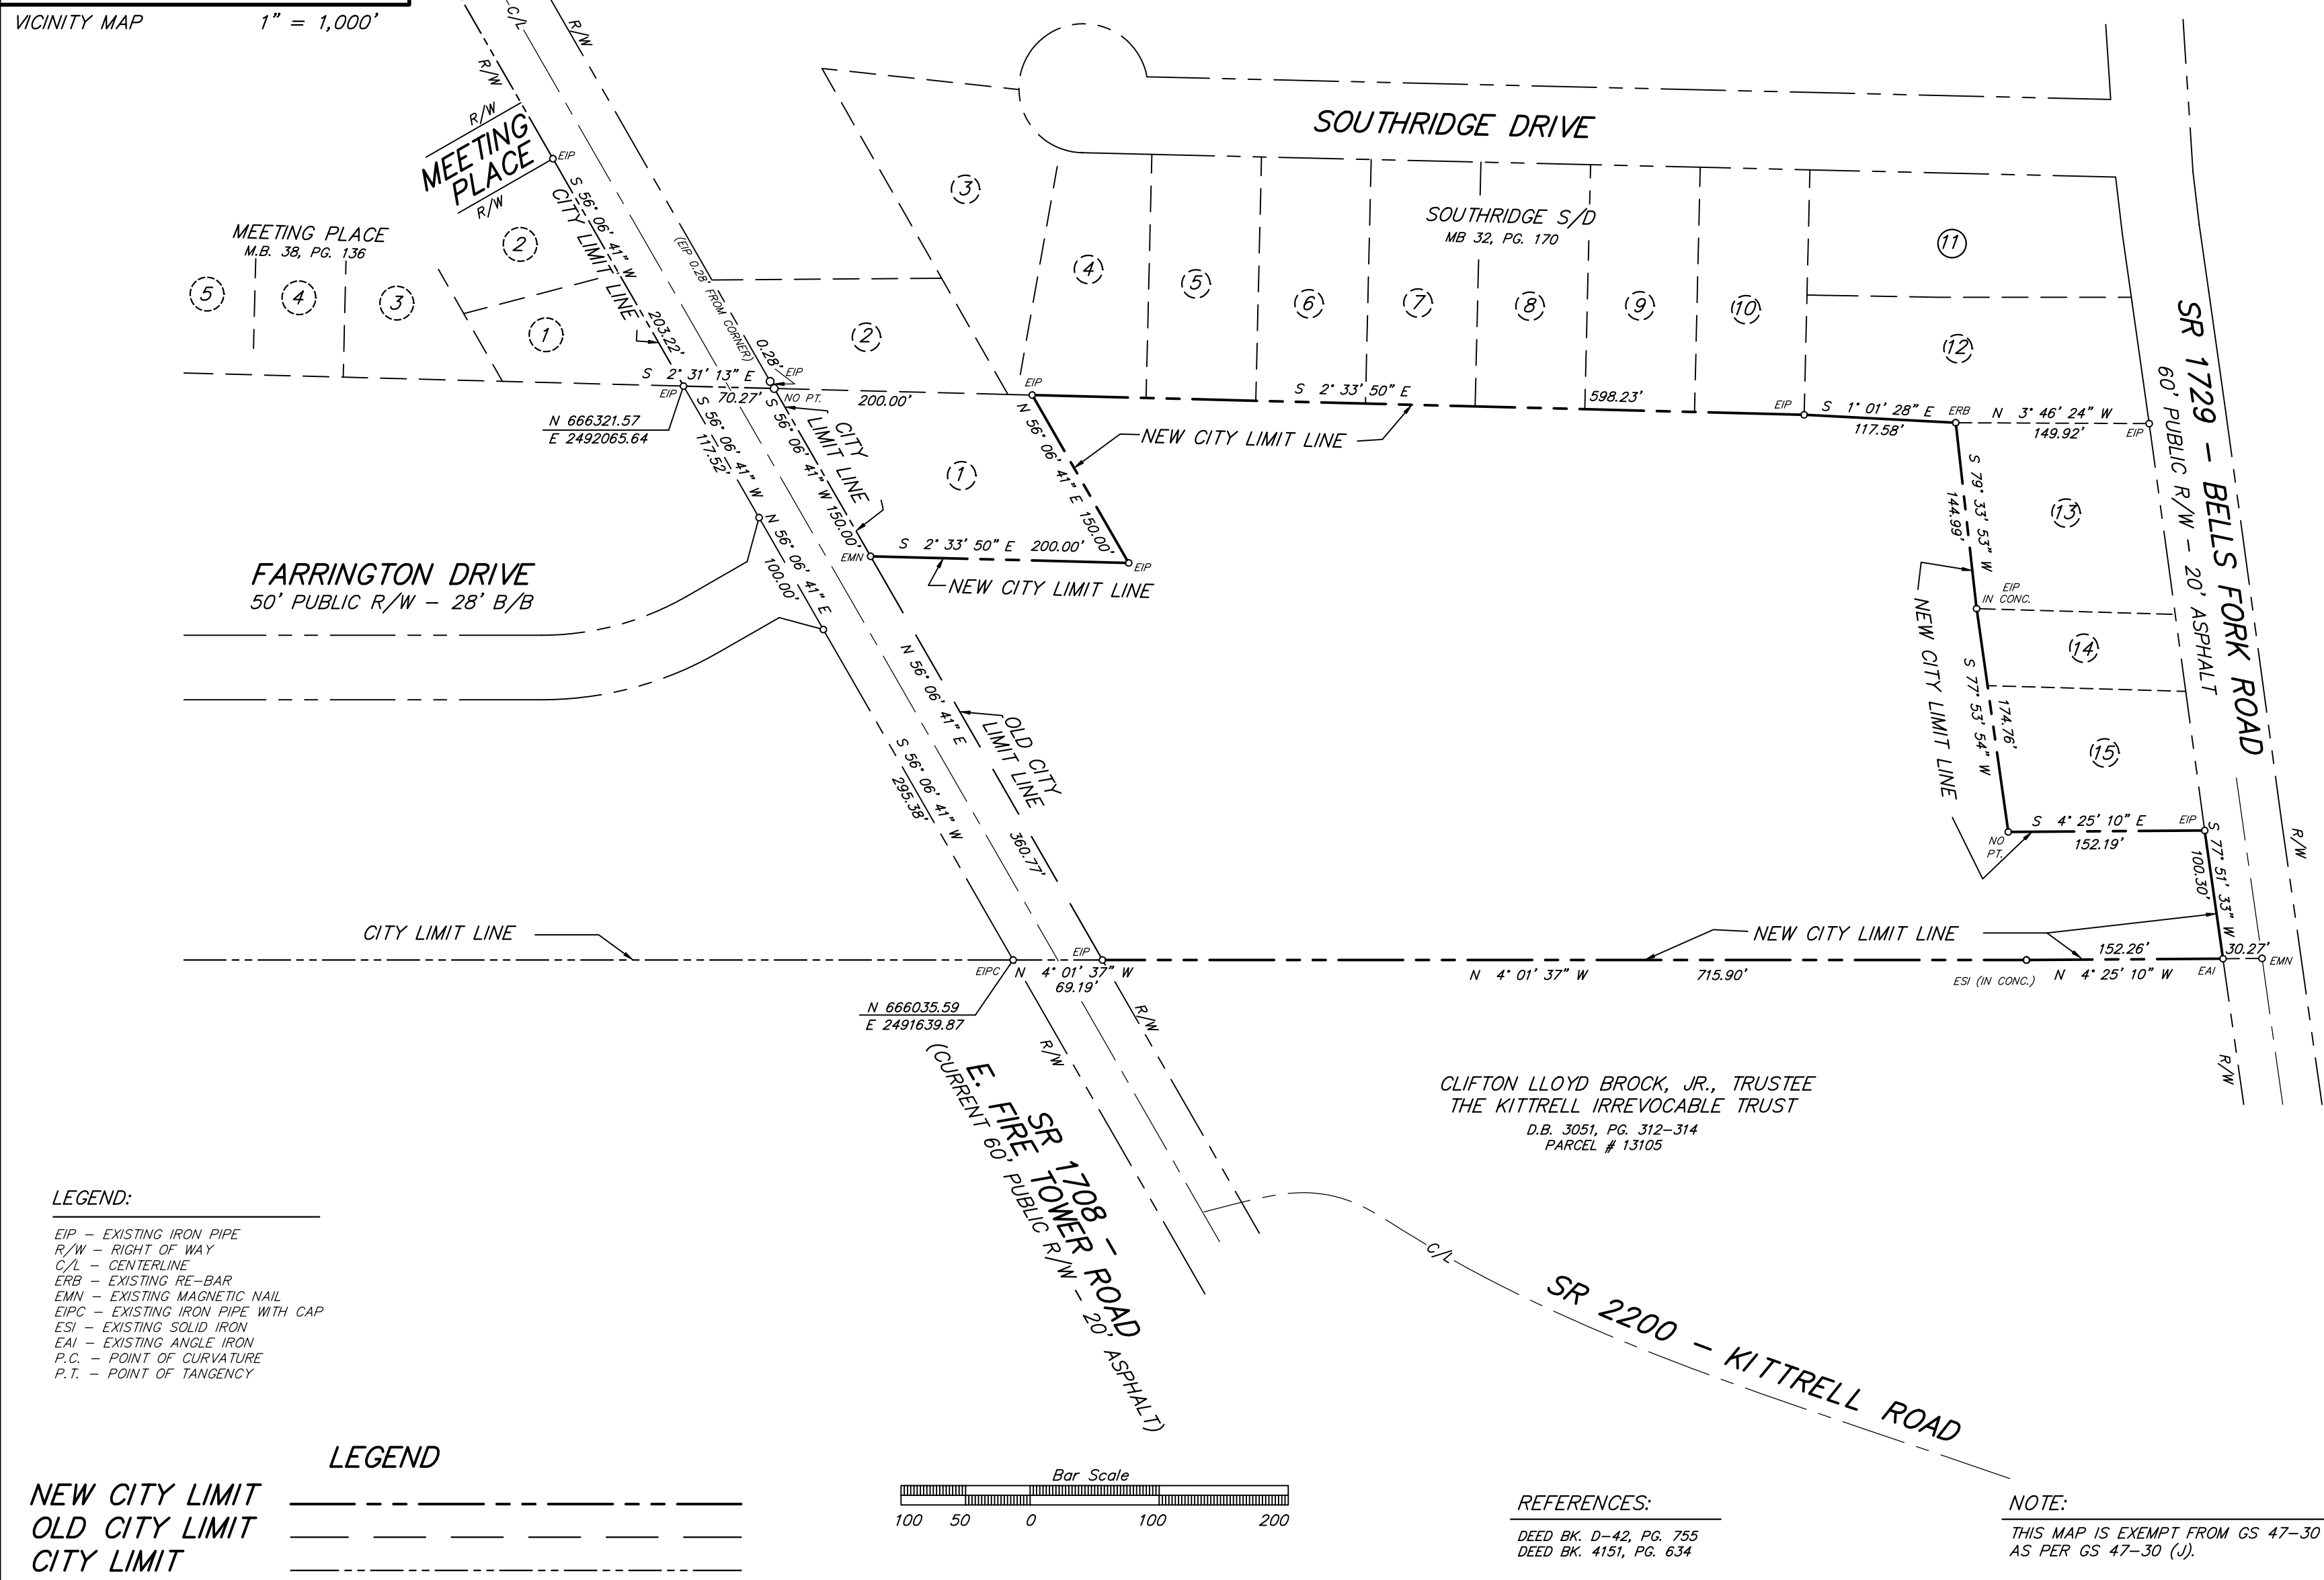 VICINITY MAP 1" = 1,000'
C/L
R/W
R/W
R/W
MEETING
PLACE
R/W
EIP
S 56° 06' 41" W
203.22'
CITY LIMIT LINE
(EIP 0.28' FROM CORNER)
0.28'
MEETING PLACE
M.B. 38, PG. 136
5
4
3
2
1
SOUTHRIDGE DRIVE
SOUTHRIDGE S/D
MB 32, PG. 170
3
4
5
6
7
8
9
10
11
12
2
S 2° 31' 13" E
70.27'
EIP
EIP
NO PT.
200.00'
EIP
N 666321.57
E 2492065.64
S 56° 06' 41" W
117.52'
S 56° 06' 41" W 150.00'
CITY
LIMIT LINE
1
N 56° 06' 41" E 150.00'
NEW CITY LIMIT LINE
S 2° 33' 50" E
598.23'
EIP
S 1° 01' 28" E
117.58'
ERB
N 3° 46' 24" W
149.92'
EIP
SR 1729 - BELLS FORK ROAD
60' PUBLIC R/W - 20' ASPHALT
EMN
S 2° 33' 50" E 200.00'
EIP
NEW CITY LIMIT LINE
S 79° 33' 53" W
144.99'
13
EIP
IN CONC.
14
NEW CITY LIMIT LINE
S 77° 53' 54" W
174.76'
15
NO
PT.
S 4° 25' 10" E
152.19'
EIP
S 77° 51' 33" W
100.30'
R/W
FARRINGTON DRIVE
50' PUBLIC R/W - 28' B/B
N 56° 06' 41" E
100.00'
N 56° 06' 41" E
360.77'
OLD CITY
LIMIT LINE
S 56° 06' 41" W
295.38'
CITY LIMIT LINE
EIPC
EIP
N 4° 01' 37" W
69.19'
N 666035.59
E 2491639.87
NEW CITY LIMIT LINE
N 4° 01' 37" W
715.90'
ESI (IN CONC.)
152.26'
N 4° 25' 10" W
EAI
30.27'
EMN
R/W
R/W
R/W
SR 1708 -
E. FIRE TOWER ROAD
(CURRENT 60' PUBLIC R/W - 20' ASPHALT)
CLIFTON LLOYD BROCK, JR., TRUSTEE
THE KITTRELL IRREVOCABLE TRUST
D.B. 3051, PG. 312-314
PARCEL # 13105
C/L
SR 2200 - KITTRELL ROAD
LEGEND:
EIP - EXISTING IRON PIPE
R/W - RIGHT OF WAY
C/L - CENTERLINE
ERB - EXISTING RE-BAR
EMN - EXISTING MAGNETIC NAIL
EIPC - EXISTING IRON PIPE WITH CAP
ESI - EXISTING SOLID IRON
EAI - EXISTING ANGLE IRON
P.C. - POINT OF CURVATURE
P.T. - POINT OF TANGENCY
LEGEND
NEW CITY LIMIT
OLD CITY LIMIT
CITY LIMIT
Bar Scale
100 50 0 100 200
REFERENCES:
DEED BK. D-42, PG. 755
DEED BK. 4151, PG. 634
NOTE:
THIS MAP IS EXEMPT FROM GS 47-30
AS PER GS 47-30 (J).